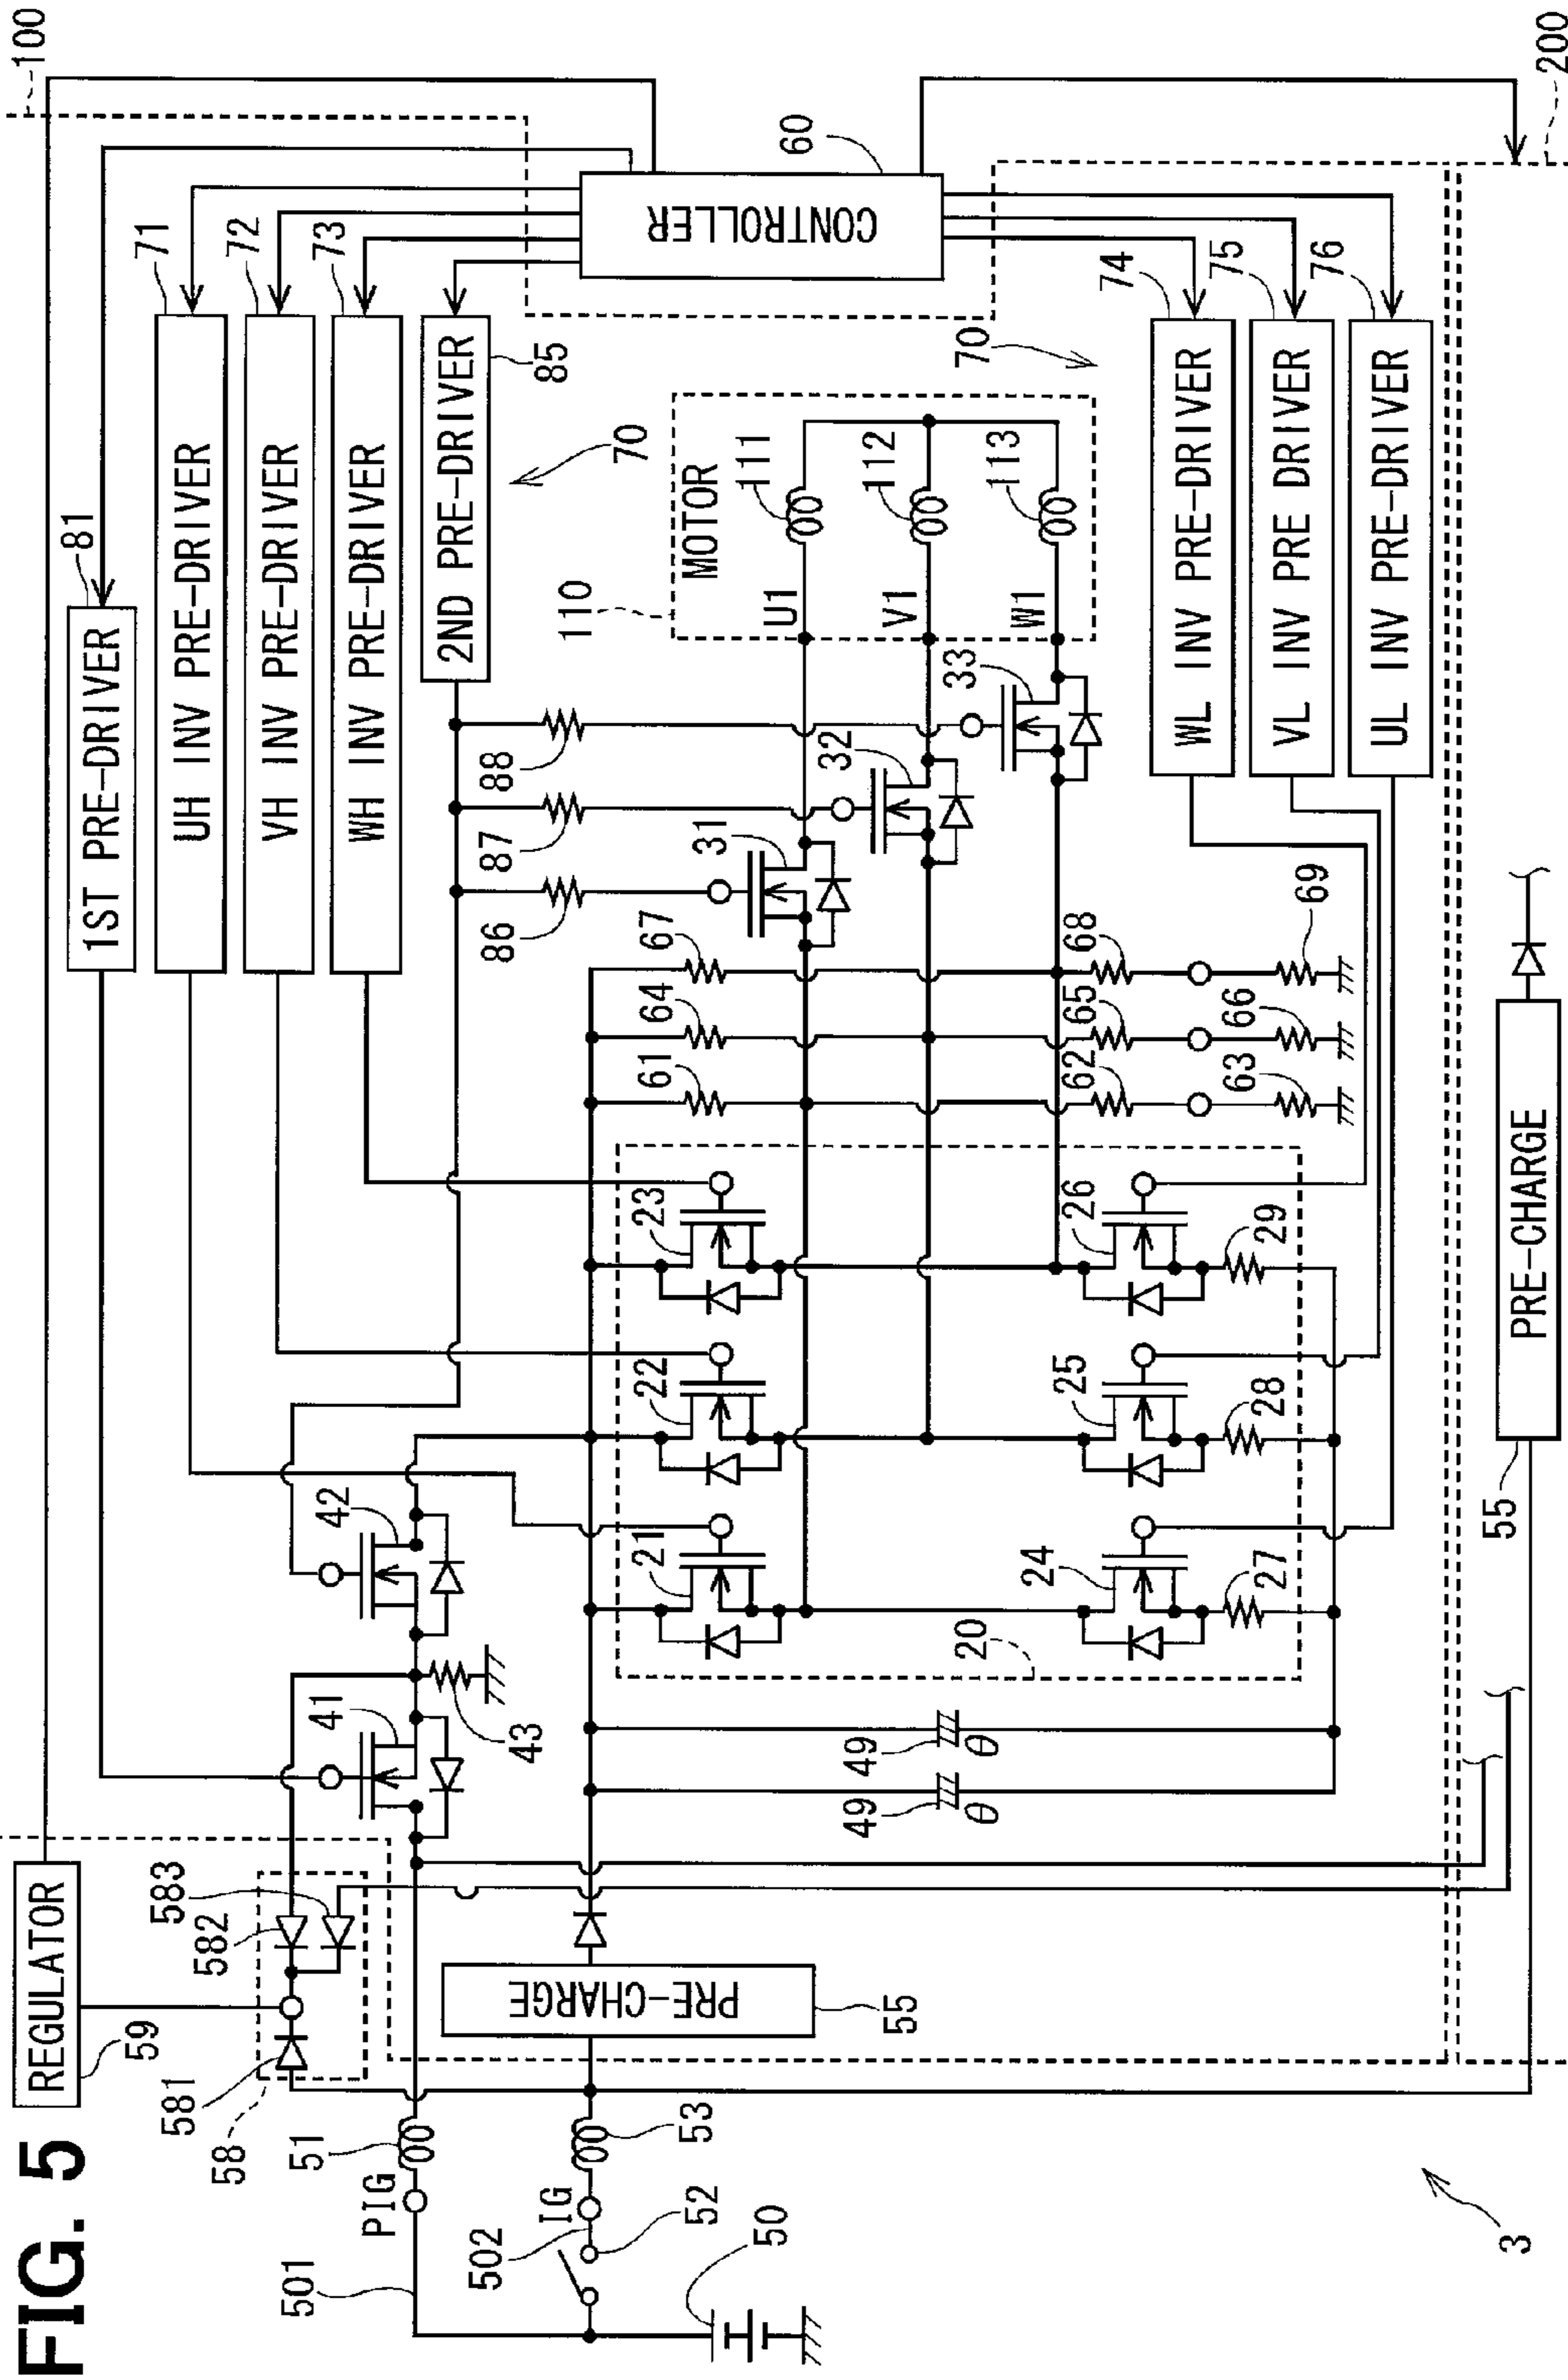 FIG. 5
REGULATOR
59
58
581
582
583
501
PIG
51
502
IG
52
53
50
PRE-CHARGE
55
3
100
1ST PRE-DRIVER
81
UH INV PRE-DRIVER
71
VH INV PRE-DRIVER
72
WH INV PRE-DRIVER
73
2ND PRE-DRIVER
85
70
CONTROLLER
60
41
42
43
86
87
88
31
32
33
110
MOTOR
U1
V1
W1
111
112
113
61
64
67
62
65
68
63
66
69
49
θ
49
θ
20
21
22
23
24
25
26
27
28
29
70
WL INV PRE-DRIVER
74
VL INV PRE DRIVER
75
UL INV PRE-DRIVER
76
55
PRE-CHARGE
200